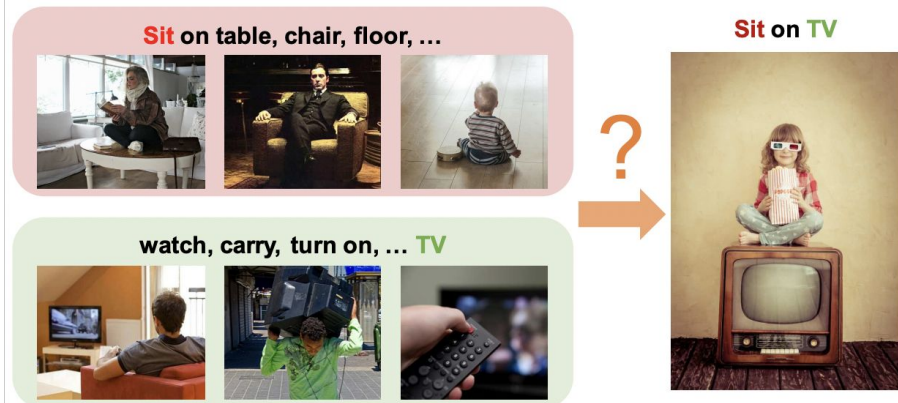 Sit on table, chair, floor, ...
watch, carry, turn on, ... TV
?
Sit on TV